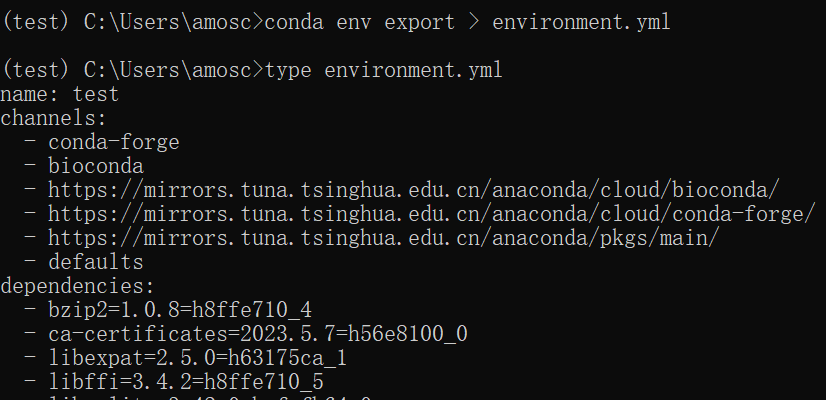 (test) C:\Users\amosc>conda env export > environment.yml
(test) C:\Users\amosc>type environment.yml
name: test
channels:
  - conda-forge
  - bioconda
  - https://mirrors.tuna.tsinghua.edu.cn/anaconda/cloud/bioconda/
  - https://mirrors.tuna.tsinghua.edu.cn/anaconda/cloud/conda-forge/
  - https://mirrors.tuna.tsinghua.edu.cn/anaconda/pkgs/main/
  - defaults
dependencies:
  - bzip2=1.0.8=h8ffe710_4
  - ca-certificates=2023.5.7=h56e8100_0
  - libexpat=2.5.0=h63175ca_1
  - libffi=3.4.2=h8ffe710_5